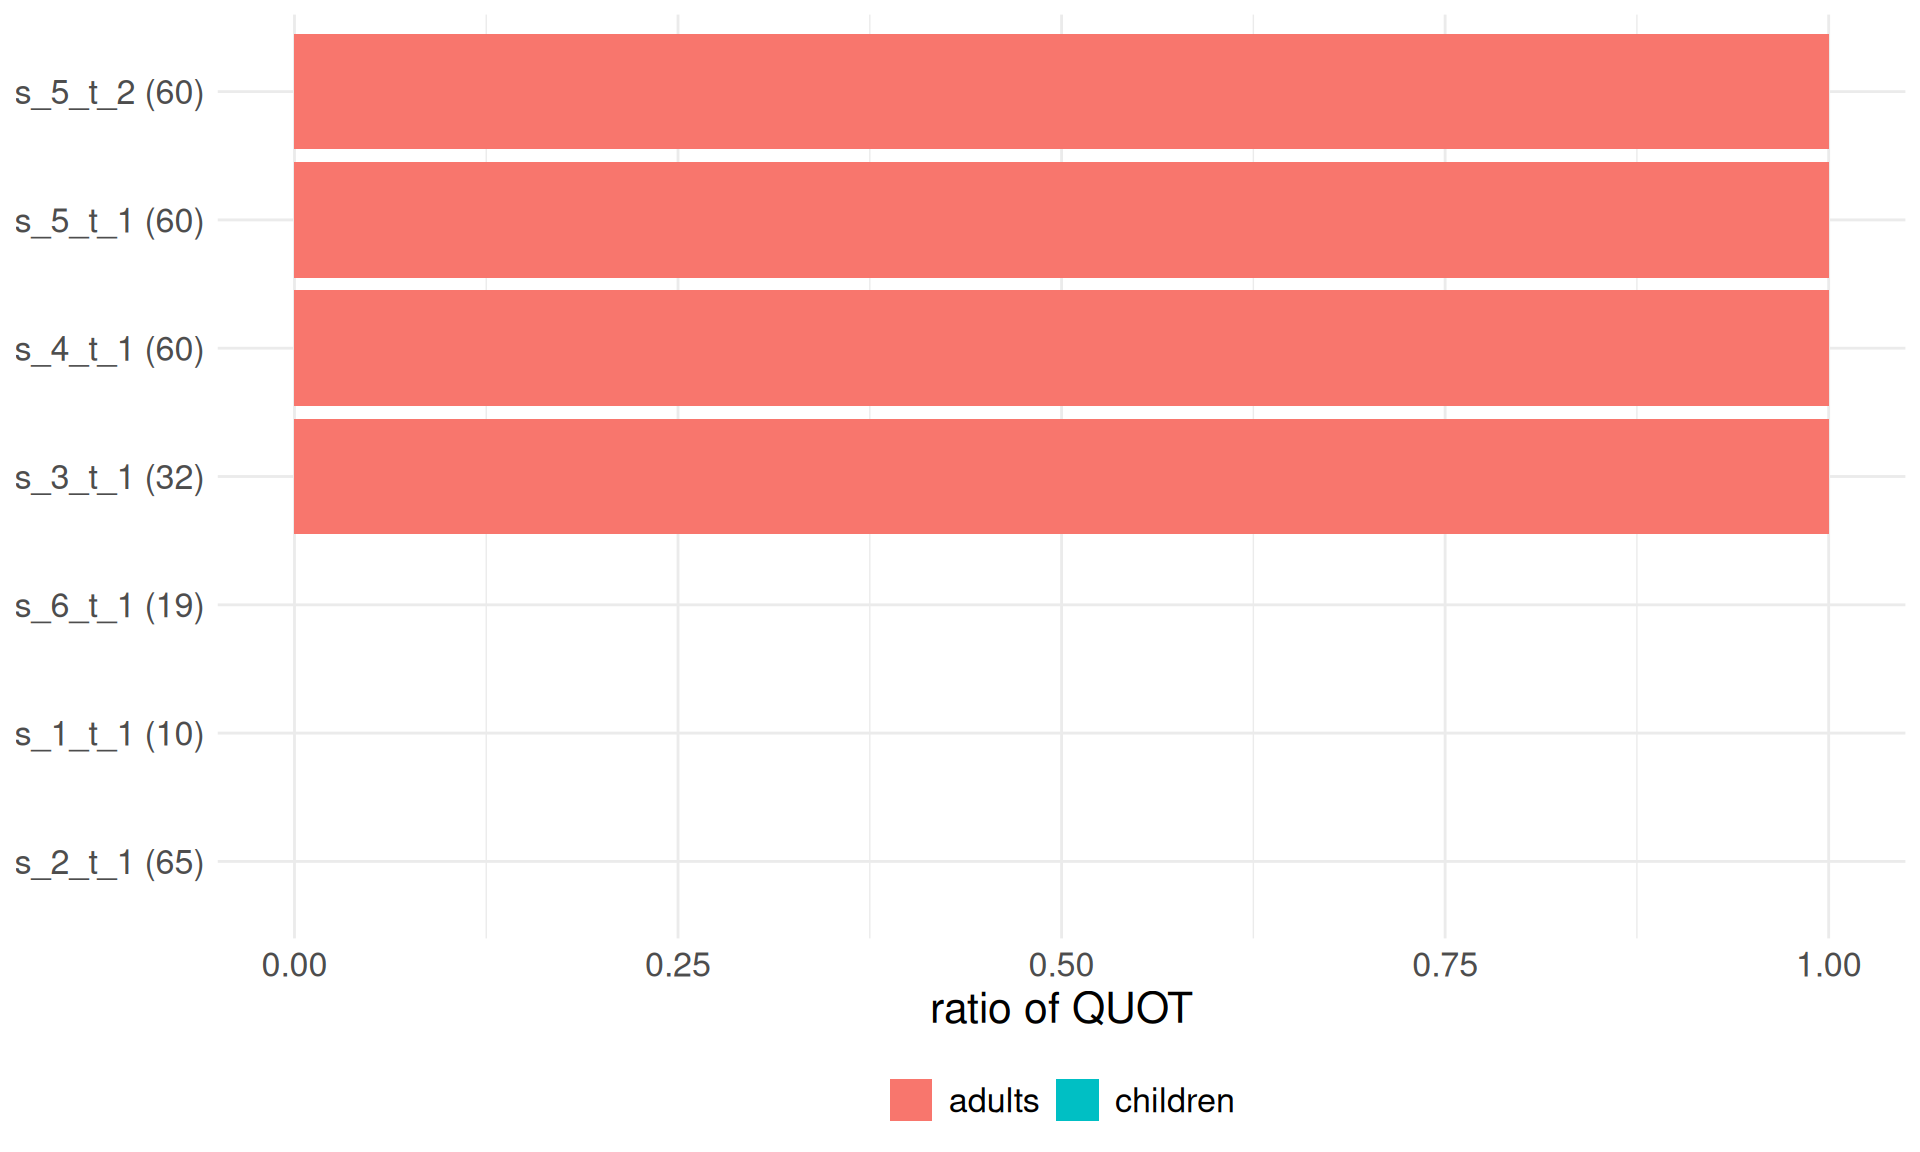 s_5_t_2 (60)
s_5_t_1 (60)
s_4_t_1 (60)
s_3_t_1 (32)
s_6_t_1 (19)
s_1_t_1 (10)
s_2_t_1 (65)
0.00 0.25 0.50 0.75 1.00
ratio of QUOT
adults children